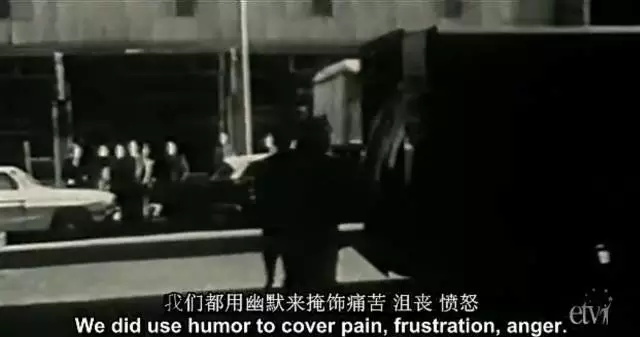 我们都用幽默来掩饰痛苦 沮丧 愤怒
We did use humor to cover pain, frustration, anger.
etv